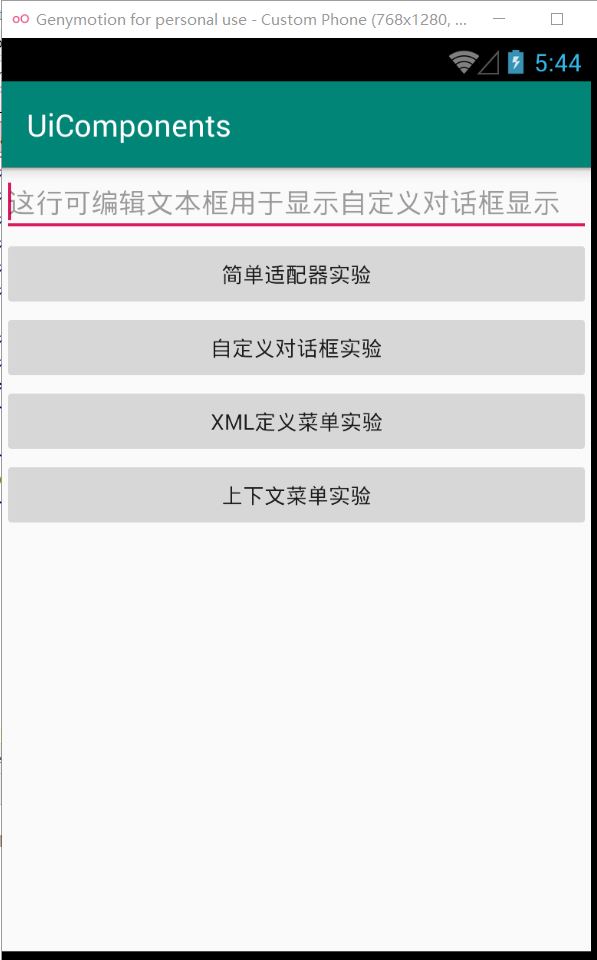 Genymotion for personal use - Custom Phone (768x1280, ...
5:44
UiComponents
这行可编辑文本框用于显示自定义对话框显示
简单适配器实验
自定义对话框实验
XML定义菜单实验
上下文菜单实验